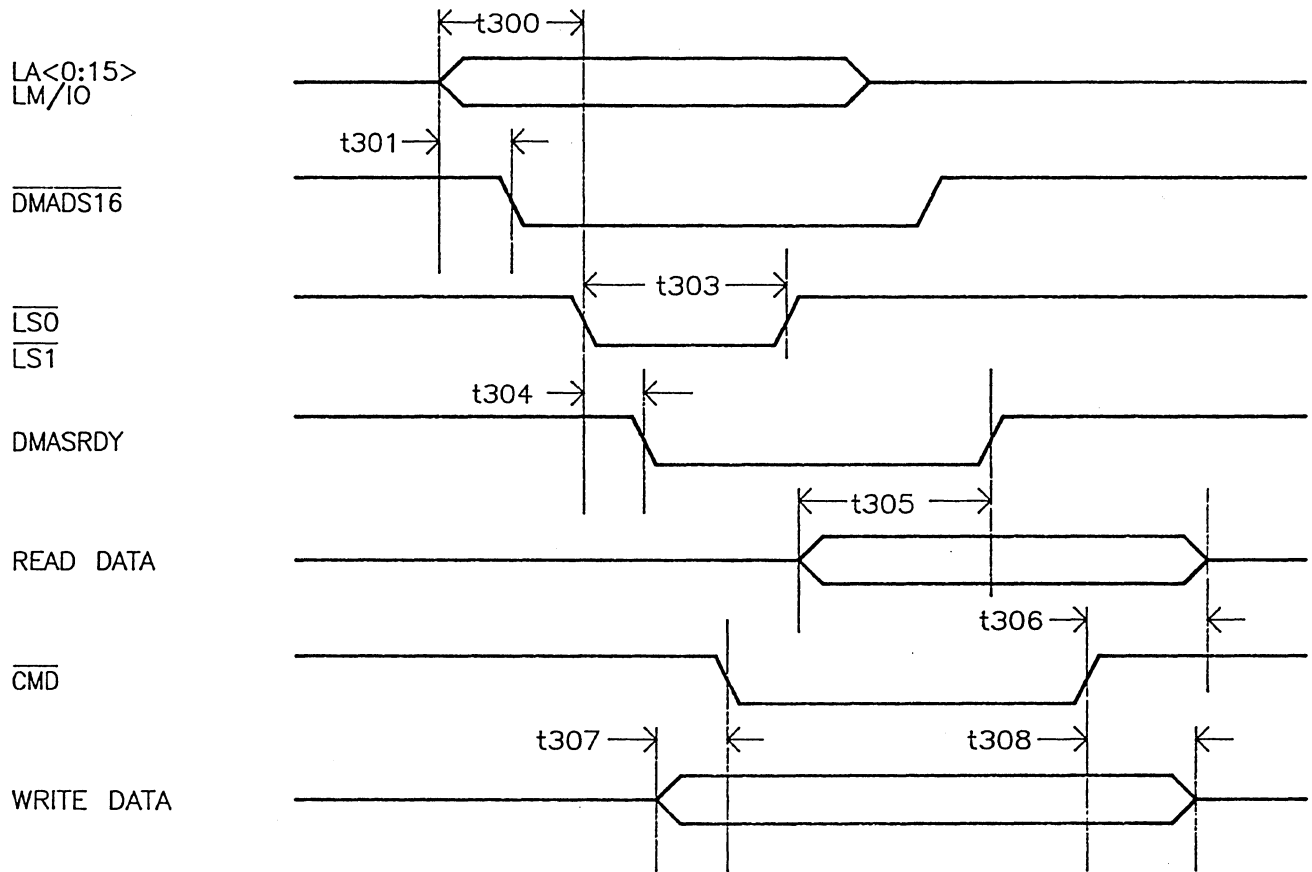 t300
LA<0:15>
LM/IO
t301
DMADS16
t303
LS0
LS1
t304
DMASRDY
t305
READ DATA
t306
CMD
t307 t308
WRITE DATA